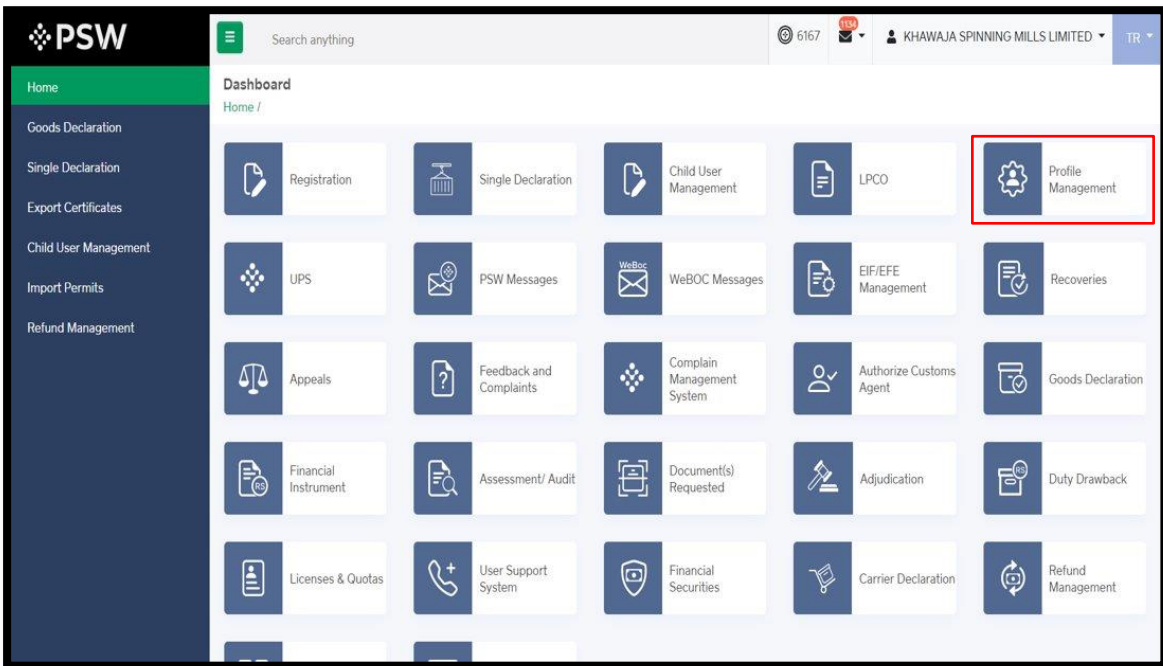 PSW
Search anything
6167
1134
KHAWAJA SPINNING MILLS LIMITED
TR
Home
Goods Declaration
Single Declaration
Export Certificates
Child User Management
Import Permits
Refund Management
Dashboard
Home /
Registration
Single Declaration
Child User
Management
LPCO
Profile
Management
UPS
PSW Messages
WeBoc
WeBOC Messages
EIF/EFE
Management
Recoveries
Appeals
?
Feedback and
Complaints
Complain
Management
System
Authorize Customs
Agent
Goods Declaration
RS
Financial
Instrument
Assessment/ Audit
Document(s)
Requested
Adjudication
RS
Duty Drawback
Licenses & Quotas
User Support
System
Financial
Securities
Carrier Declaration
Refund
Management